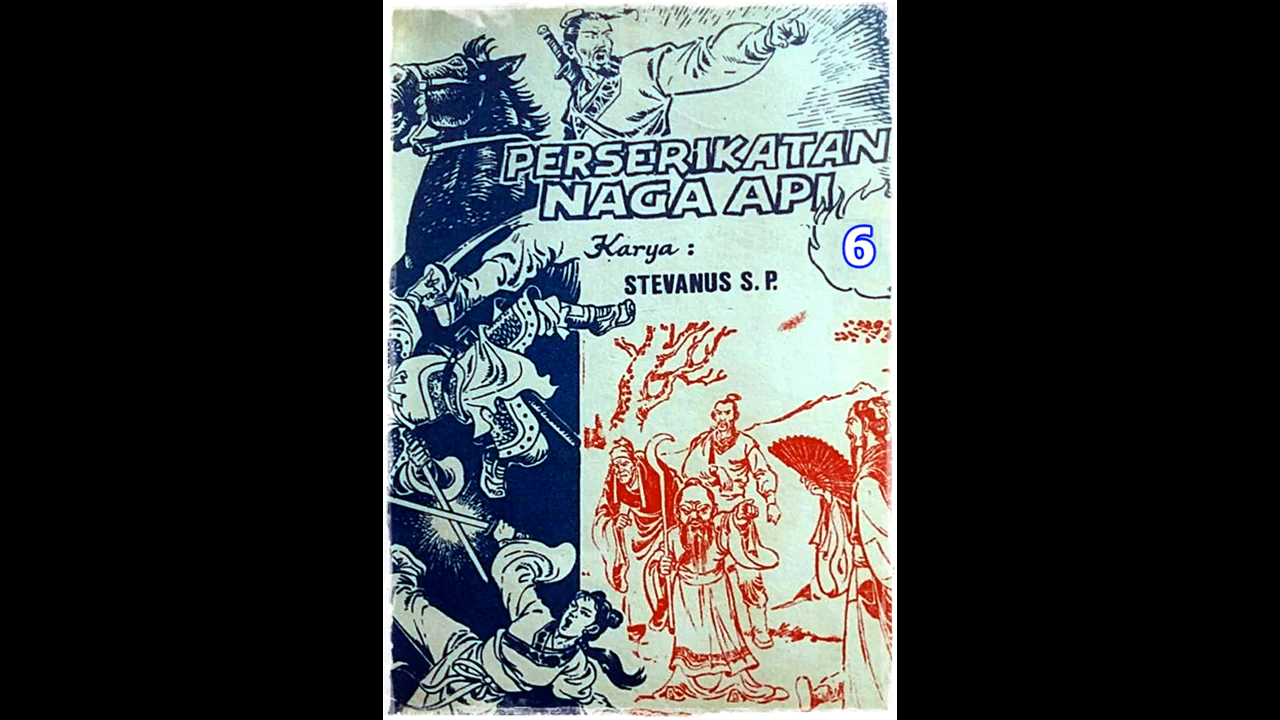 PERSERIKATAN
NAGA API
6
Karya :
STEVANUS S. P.